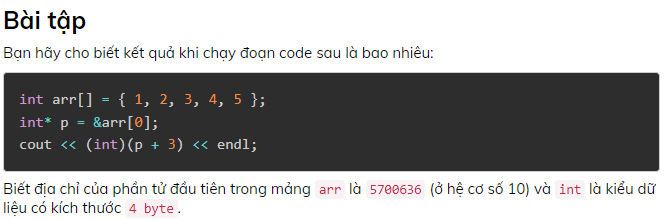 Bài tập
Bạn hãy cho biết kết quả khi chạy đoạn code sau là bao nhiêu:
int arr[] = { 1, 2, 3, 4, 5 };
int* p = &arr[0];
cout << (int)(p + 3) << endl;
Biết địa chỉ của phần tử đầu tiên trong mảng arr là 5700636 (ở hệ cơ số 10) và int là kiểu dữ
liệu có kích thước 4 byte.